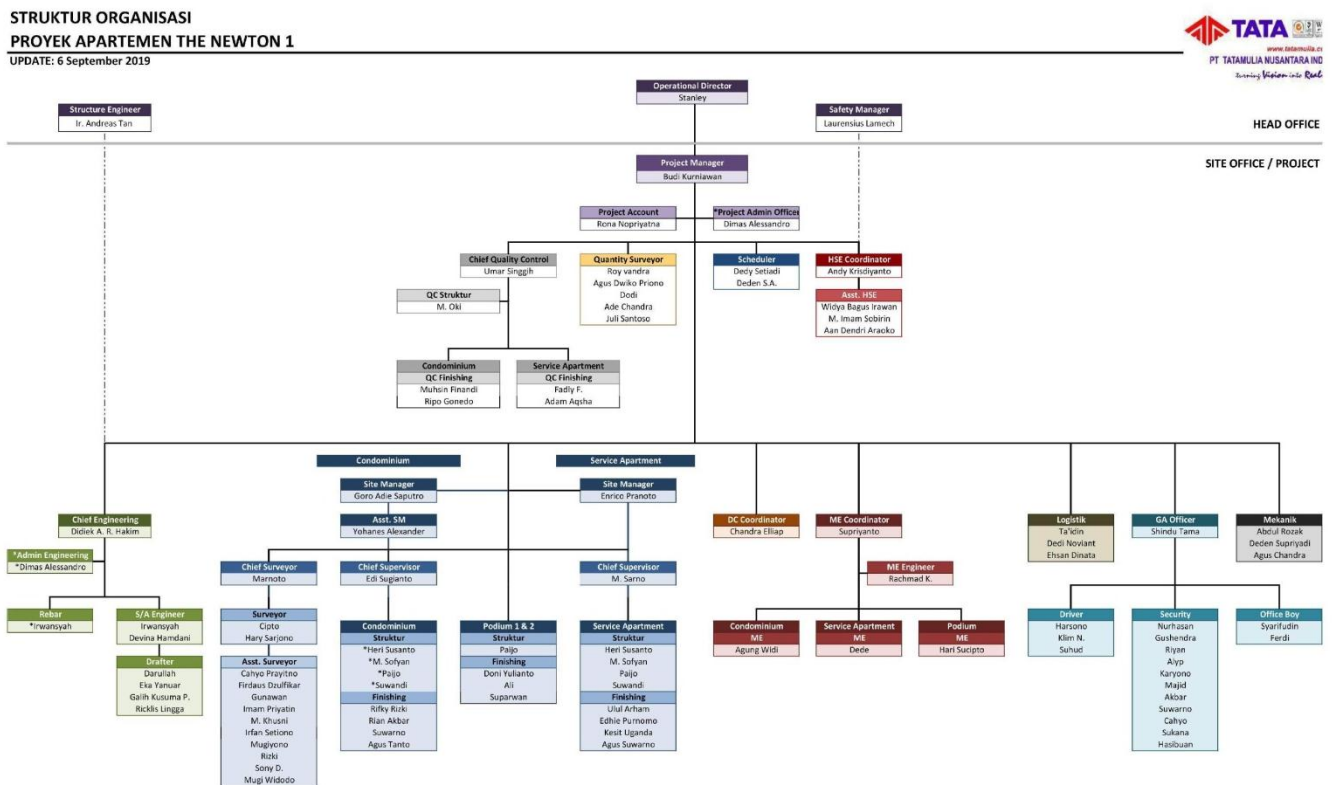 STRUKTUR ORGANISASI
PROYEK APARTEMEN THE NEWTON 1
UPDATE: 6 September 2019
TATA
www.tatamulia.co
PT TATAMULIA NUSANTARA IND
turning Vision into Real
Operational Director
Stanley
Structure Engineer
Ir. Andreas Tan
Safety Manager
Laurensius Lamech
HEAD OFFICE
SITE OFFICE / PROJECT
Project Manager
Budi Kurniawan
Project Account
Rona Nopriyatna
*Project Admin Officer
Dimas Alessandro
Chief Quality Control
Umar Singgih
Quantity Surveyor
Roy vandra
Agus Dwiko Priono
Dodi
Ade Chandra
Juli Santoso
Scheduler
Dedy Setiadi
Deden S.A.
HSE Coordinator
Andy Krisdiyanto
Asst. HSE
Widya Bagus Irawan
M. Imam Sobirin
Aan Dendri Araoko
QC Struktur
M. Oki
Condominium
QC Finishing
Muhsin Finandi
Ripo Gonedo
Service Apartment
QC Finishing
Fadly F.
Adam Aqsha
Condominium
Service Apartment
Site Manager
Goro Adie Saputro
Site Manager
Enrico Pranoto
Chief Engineering
Didiek A. R. Hakim
Asst. SM
Yohanes Alexander
DC Coordinator
Chandra Elliap
ME Coordinator
Supriyanto
Logistik
Ta'idin
Dedi Noviant
Ehsan Dinata
GA Officer
Shindu Tama
Mekanik
Abdul Rozak
Deden Supriyadi
Agus Chandra
*Admin Engineering
*Dimas Alessandro
Chief Surveyor
Marnoto
Chief Supervisor
Edi Sugianto
Chief Supervisor
M. Sarno
ME Engineer
Rachmad K.
Rebar
*Irwansyah
S/A Engineer
Irwansyah
Devina Hamdani
Drafter
Darullah
Eka Yanuar
Galih Kusuma P.
Ricklis Lingga
Surveyor
Cipto
Hary Sarjono
Asst. Surveyor
Cahyo Prayitno
Firdaus Dzulfikar
Gunawan
Imam Priyatin
M. Khusni
Irfan Setiono
Mugiyono
Rizki
Sony D.
Mugi Widodo
Condominium
Struktur
*Heri Susanto
*M. Sofyan
*Paijo
*Suwandi
Finishing
Rifky Rizki
Rian Akbar
Suwarno
Agus Tanto
Podium 1 & 2
Struktur
Paijo
Finishing
Doni Yulianto
Ali
Suparwan
Service Apartment
Struktur
Heri Susanto
M. Sofyan
Paijo
Suwandi
Finishing
Ulul Arham
Edhie Purnomo
Kesit Uganda
Agus Suwarno
Condominium
ME
Agung Widi
Service Apartment
ME
Dede
Podium
ME
Hari Sucipto
Driver
Harsono
Klim N.
Suhud
Security
Nurhasan
Gushendra
Riyan
Alyp
Karyono
Majid
Akbar
Suwarno
Cahyo
Sukana
Hasibuan
Office Boy
Syarifudin
Ferdi